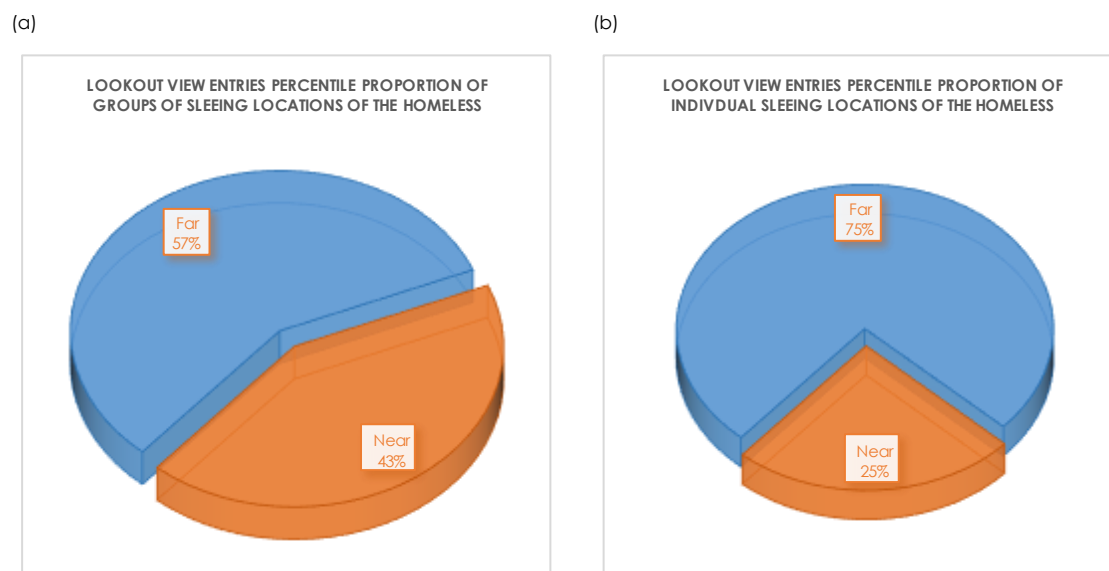 (a)
LOOKOUT VIEW ENTRIES PERCENTILE PROPORTION OF
GROUPS OF SLEEING LOCATIONS OF THE HOMELESS
Far
57%
Near
43%
(b)
LOOKOUT VIEW ENTRIES PERCENTILE PROPORTION OF
INDIVDUAL SLEEING LOCATIONS OF THE HOMELESS
Far
75%
Near
25%